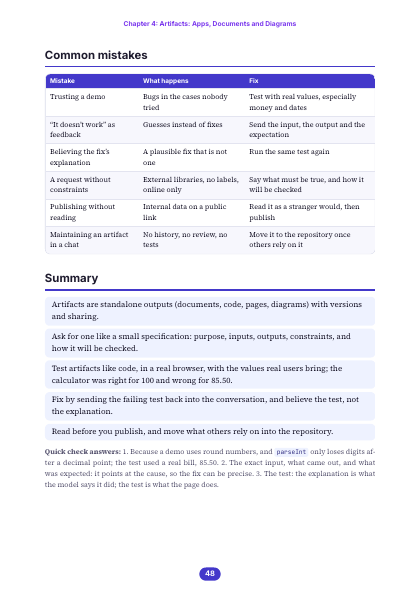 Chapter 4: Artifacts: Apps, Documents and Diagrams
Common mistakes
Mistake What happens Fix
Trusting a demo Bugs in the cases nobody tried Test with real values, especially money and dates
“It doesn’t work” as feedback Guesses instead of fixes Send the input, the output and the expectation
Believing the fix’s explanation A plausible fix that is not one Run the same test again
A request without constraints External libraries, no labels, online only Say what must be true, and how it will be checked
Publishing without reading Internal data on a public link Read it as a stranger would, then publish
Maintaining an artifact in a chat No history, no review, no tests Move it to the repository once others rely on it
Summary
Artifacts are standalone outputs (documents, code, pages, diagrams) with versions
and sharing.
Ask for one like a small specification: purpose, inputs, outputs, constraints, and
how it will be checked.
Test artifacts like code, in a real browser, with the values real users bring; the
calculator was right for 100 and wrong for 85.50.
Fix by sending the failing test back into the conversation, and believe the test, not
the explanation.
Read before you publish, and move what others rely on into the repository.
Quick check answers: 1. Because a demo uses round numbers, and parseInt only loses digits af-
ter a decimal point; the test used a real bill, 85.50. 2. The exact input, what came out, and what
was expected: it points at the cause, so the fix can be precise. 3. The test: the explanation is what
the model says it did; the test is what the page does.
48